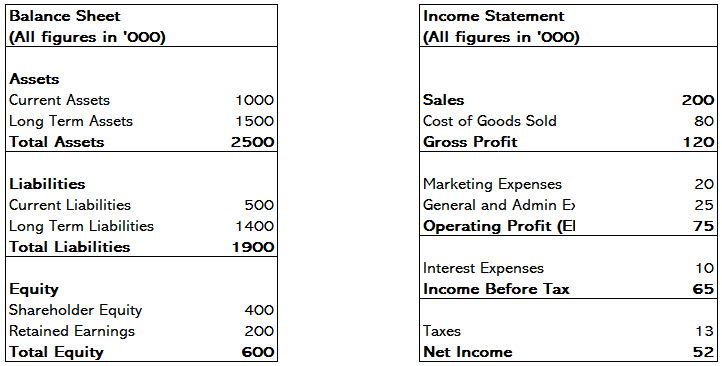 Balance Sheet
(All figures in '000)
Assets
Current Assets 1000
Long Term Assets 1500
Total Assets 2500
Liabilities
Current Liabilities 500
Long Term Liabilities 1400
Total Liabilities 1900
Equity
Shareholder Equity 400
Retained Earnings 200
Total Equity 600
Income Statement
(All figures in '000)
Sales 200
Cost of Goods Sold 80
Gross Profit 120
Marketing Expenses 20
General and Admin Ex 25
Operating Profit (EI 75
Interest Expenses 10
Income Before Tax 65
Taxes 13
Net Income 52